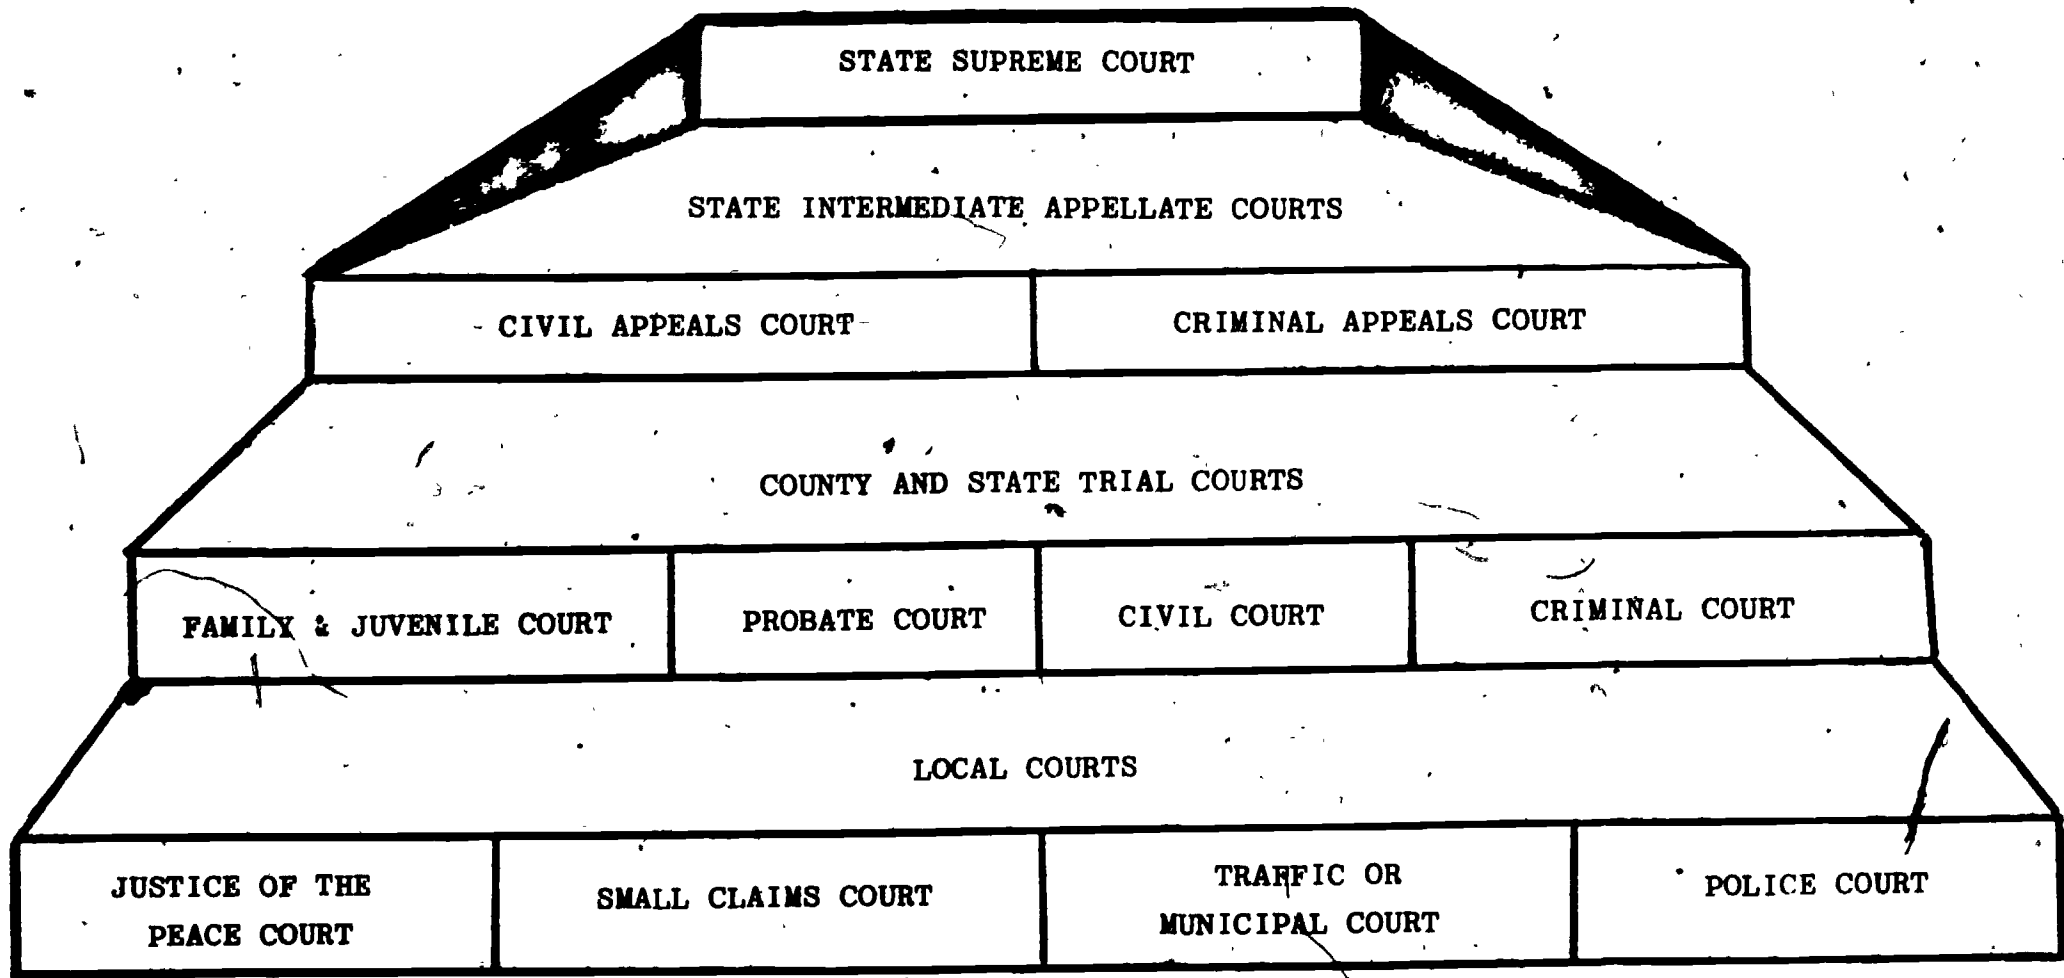 STATE SUPREME COURT
STATE INTERMEDIATE APPELLATE COURTS
CIVIL APPEALS COURT
CRIMINAL APPEALS COURT
COUNTY AND STATE TRIAL COURTS
FAMILY & JUVENILE COURT
PROBATE COURT
CIVIL COURT
CRIMINAL COURT
LOCAL COURTS
JUSTICE OF THE
PEACE COURT
SMALL CLAIMS COURT
TRAFFIC OR
MUNICIPAL COURT
POLICE COURT